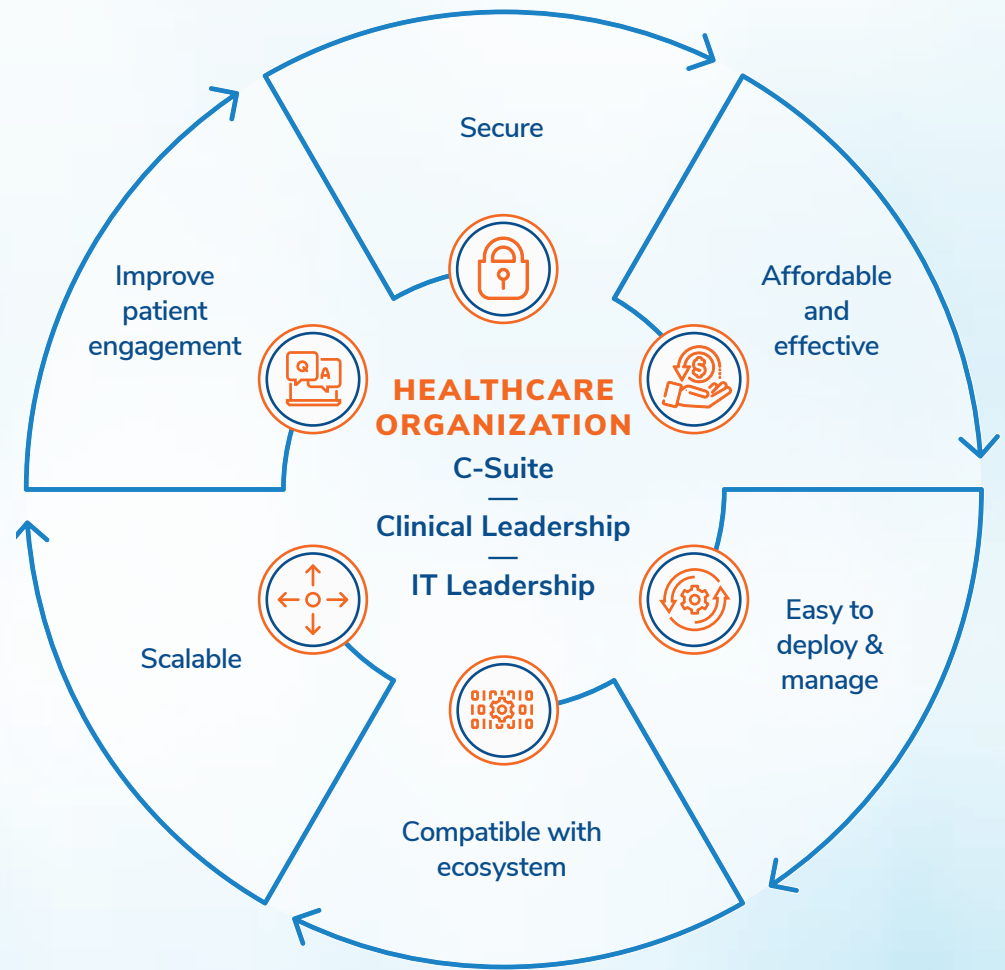 Secure
Affordable
and
effective
Easy to
deploy &
manage
Compatible with
ecosystem
Scalable
Improve
patient
engagement
Q
A
$
HEALTHCARE
ORGANIZATION
C-Suite
Clinical Leadership
IT Leadership